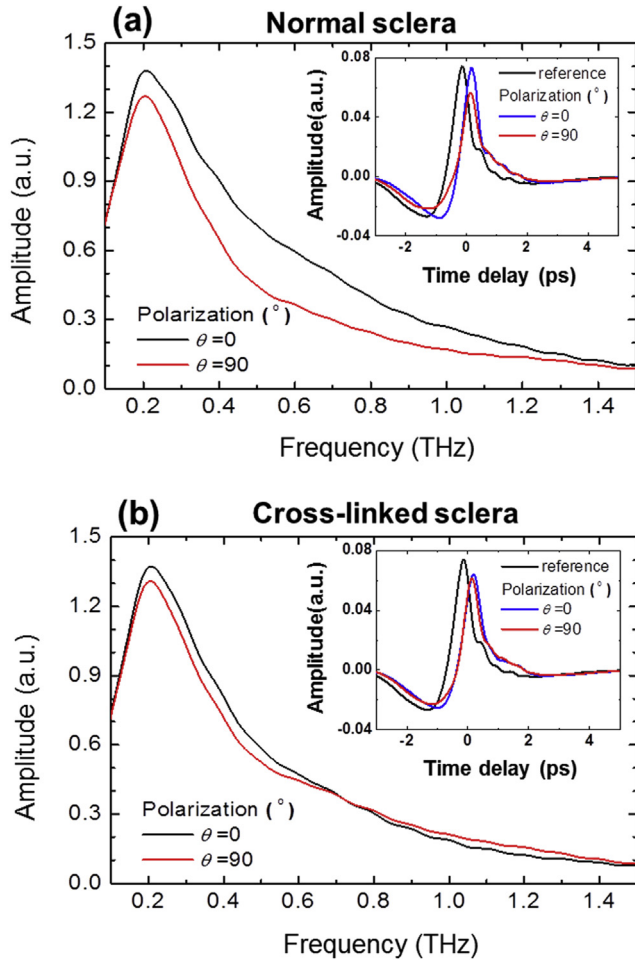 (a) Normal sclera
1.5
1.2
0.9
0.6
0.3
0.0
Amplitude (a.u.)
0.2 0.4 0.6 0.8 1.0 1.2 1.4
Frequency (THz)
Polarization (°)
θ =0
θ =90
0.08
0.04
0.00
-0.04
Amplitude(a.u.)
-2 0 2 4
Time delay (ps)
reference
Polarization (°)
θ =0
θ =90
(b) Cross-linked sclera
1.5
1.2
0.9
0.6
0.3
0.0
Amplitude (a.u.)
0.2 0.4 0.6 0.8 1.0 1.2 1.4
Frequency (THz)
Polarization (°)
θ =0
θ =90
0.08
0.04
0.00
-0.04
Amplitude(a.u.)
-2 0 2 4
Time delay (ps)
reference
Polarization (°)
θ =0
θ =90